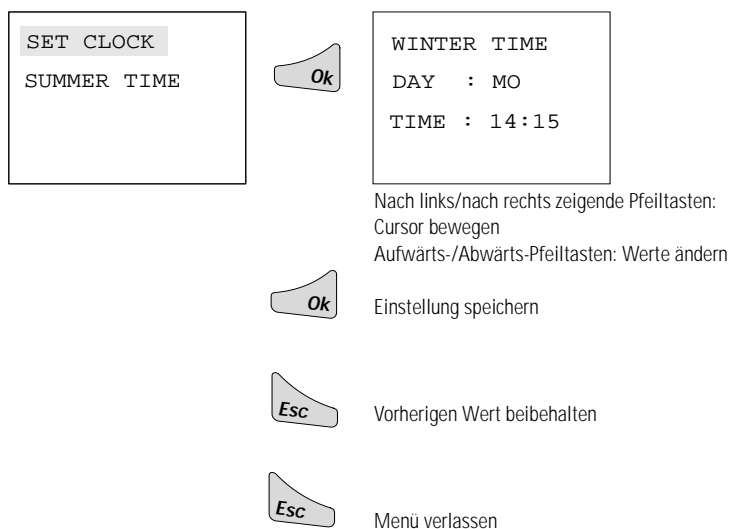 SET CLOCK
SUMMER TIME
Ok
WINTER TIME
DAY : MO
TIME : 14:15
Nach links/nach rechts zeigende Pfeiltasten:
Cursor bewegen
Aufwärts-/Abwärts-Pfeiltasten: Werte ändern
Ok
Einstellung speichern
Esc
Vorherigen Wert beibehalten
Esc
Menü verlassen